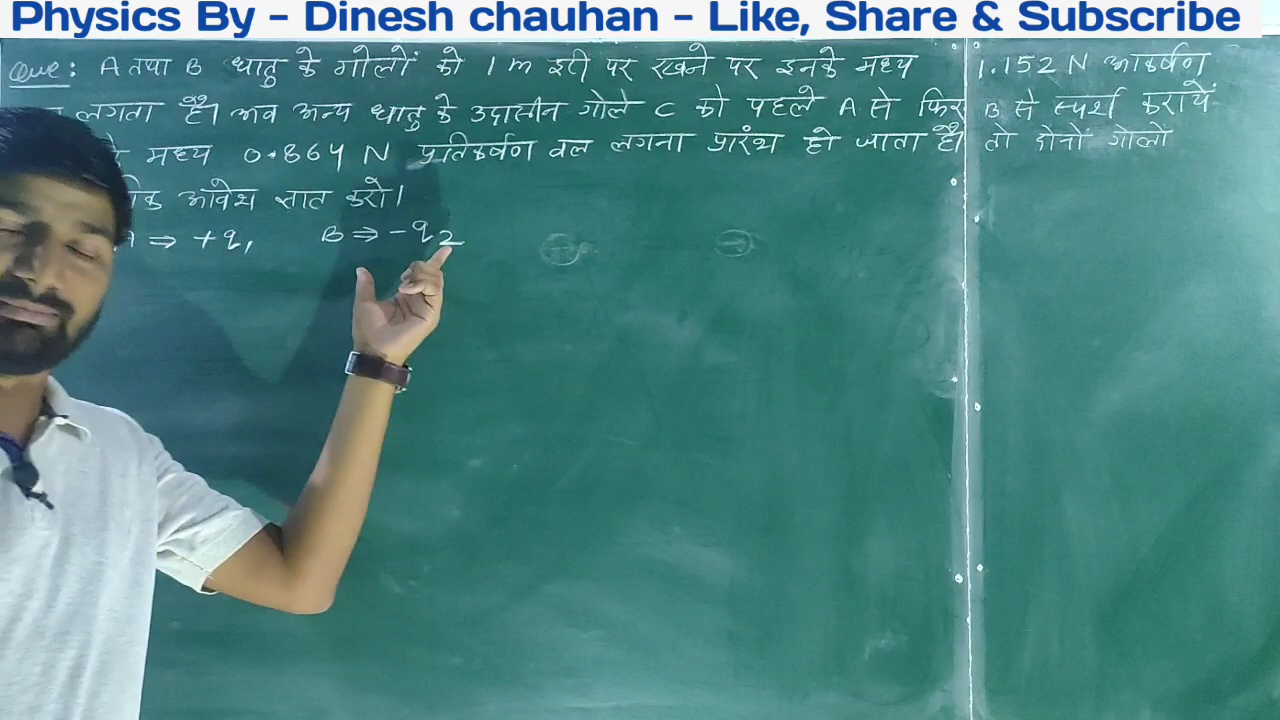 Physics By - Dinesh chauhan - Like, Share & Subscribe
Que: A तथा B धातु के गोलों को 1 m दूरी पर रखने पर इनके मध्य 1.152 N आकर्षण
लगता है। अब अन्य धातु के उदासीन गोले C को पहले A से फिर B से स्पर्श करायें
मध्य 0.864 N प्रतिकर्षण बल लगना प्रारंभ हो जाता है। तो दोनों गोलो
आवेश ज्ञात करो।
A ⇒ +q₁ B ⇒ -q₂